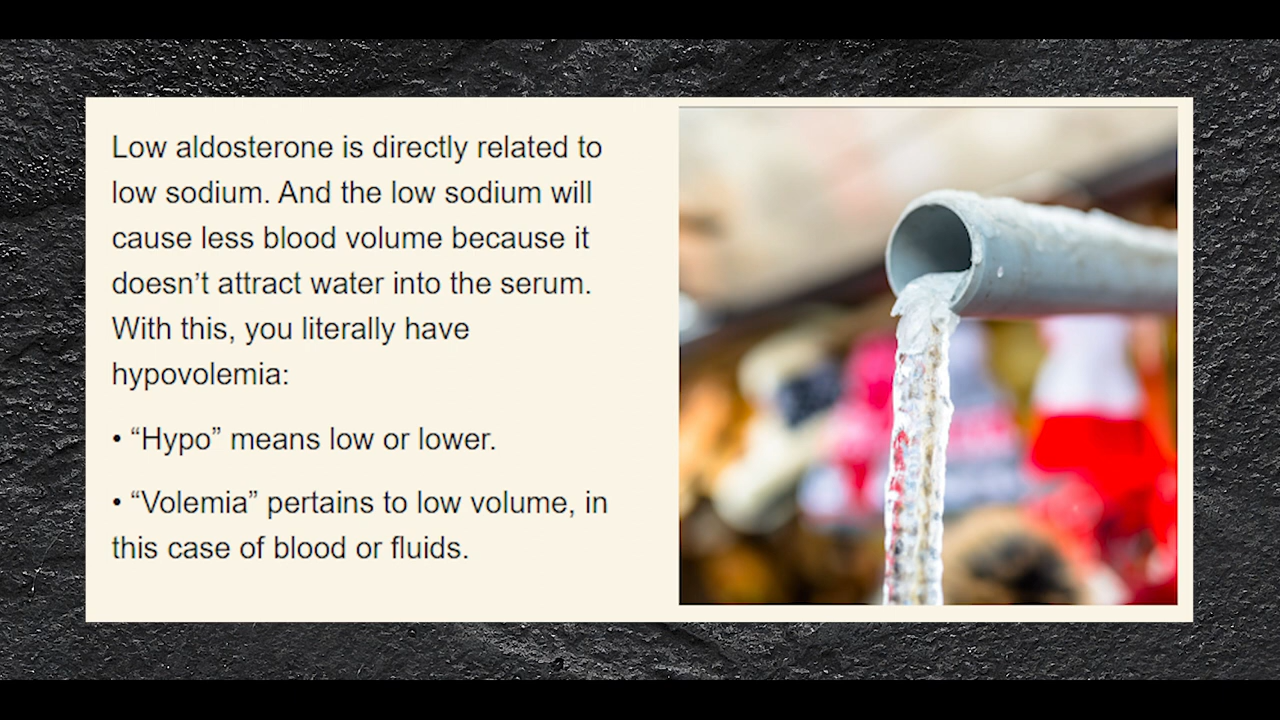 Low aldosterone is directly related to
low sodium. And the low sodium will
cause less blood volume because it
doesn’t attract water into the serum.
With this, you literally have
hypovolemia:
• “Hypo” means low or lower.
• “Volemia” pertains to low volume, in
this case of blood or fluids.